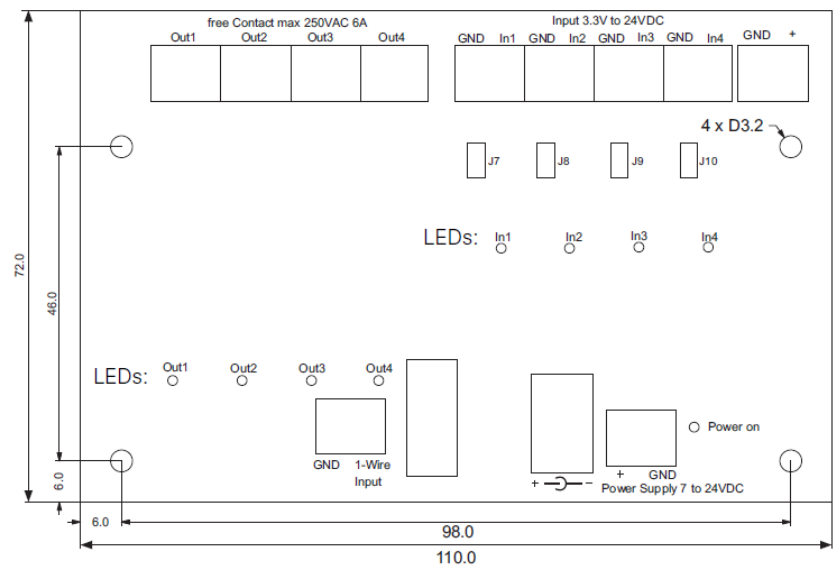 free Contact max 250VAC 6A
Out1 Out2 Out3 Out4
Input 3.3V to 24VDC
GND In1 GND In2 GND In3 GND In4 GND +
4 x D3.2
J7 J8 J9 J10
LEDs: In1 In2 In3 In4
72.0
46.0
LEDs: Out1 Out2 Out3 Out4
Power on
GND 1-Wire
Input
+ -
+ GND
Power Supply 7 to 24VDC
6.0
6.0
98.0
110.0